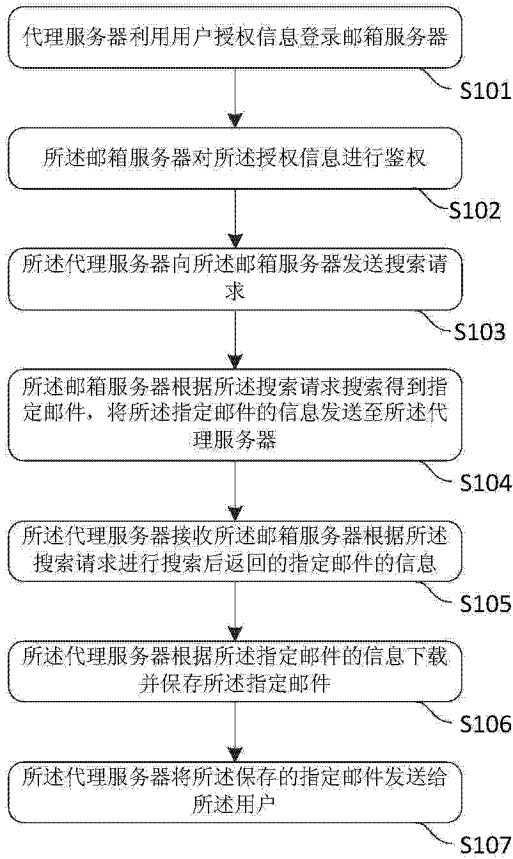 代理服务器利用用户授权信息登录邮箱服务器
S101
所述邮箱服务器对所述授权信息进行鉴权
S102
所述代理服务器向所述邮箱服务器发送搜索请
求
S103
所述邮箱服务器根据所述搜索请求搜索得到指
定邮件，将所述指定邮件的信息发送至所述代
理服务器
S104
所述代理服务器接收所述邮箱服务器根据所述
搜索请求进行搜索后返回的指定邮件的信息
S105
所述代理服务器根据所述指定邮件的信息下载
并保存所述指定邮件
S106
所述代理服务器将所述保存的指定邮件发送给
所述用户
S107